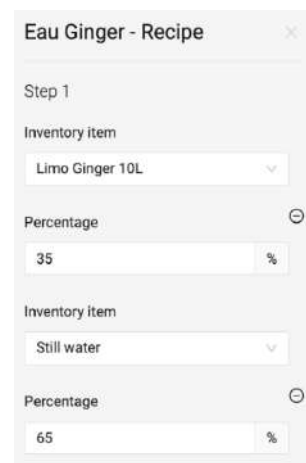 Eau Ginger - Recipe
Step 1
Inventory item
Limo Ginger 10L
Percentage
35 %
Inventory item
Still water
Percentage
65 %